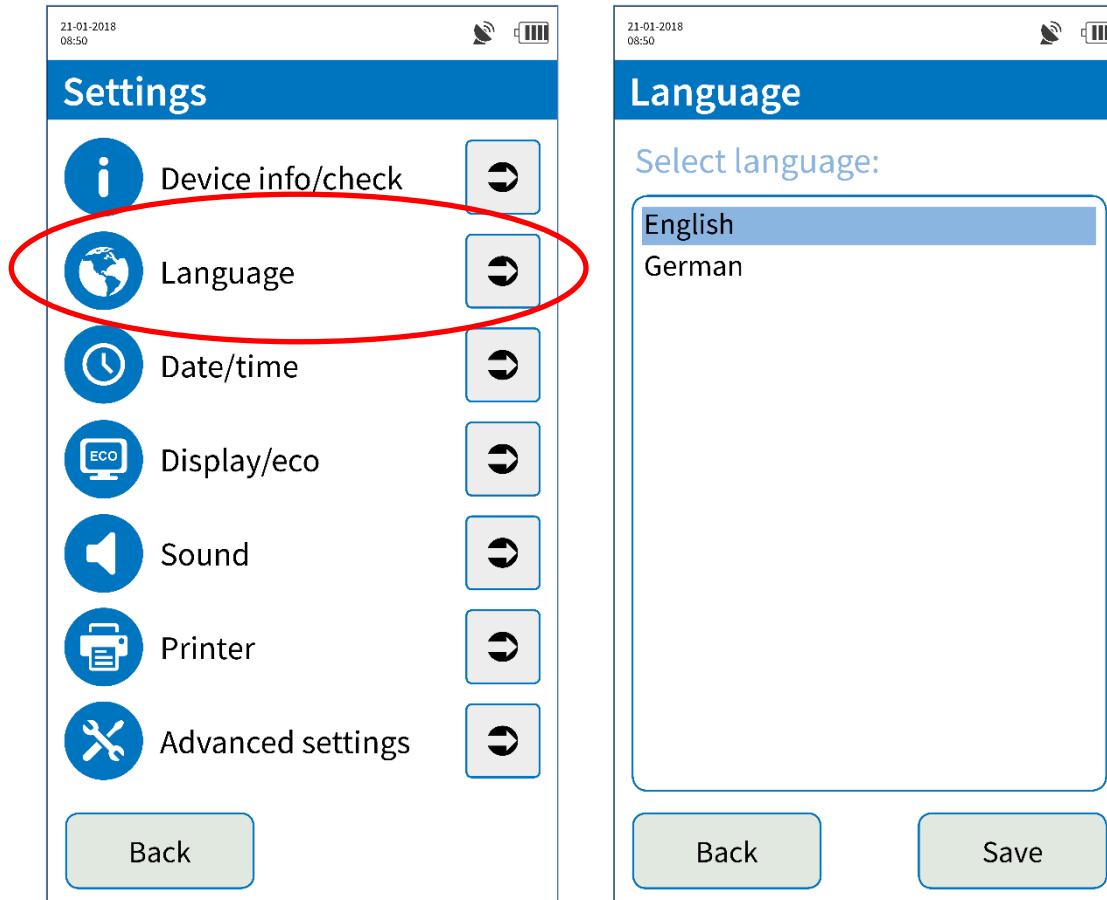 21-01-2018
08:50
Settings
Device info/check
Language
Date/time
ECO
Display/eco
Sound
Printer
Advanced settings
Back
21-01-2018
08:50
Language
Select language:
English
German
Back
Save